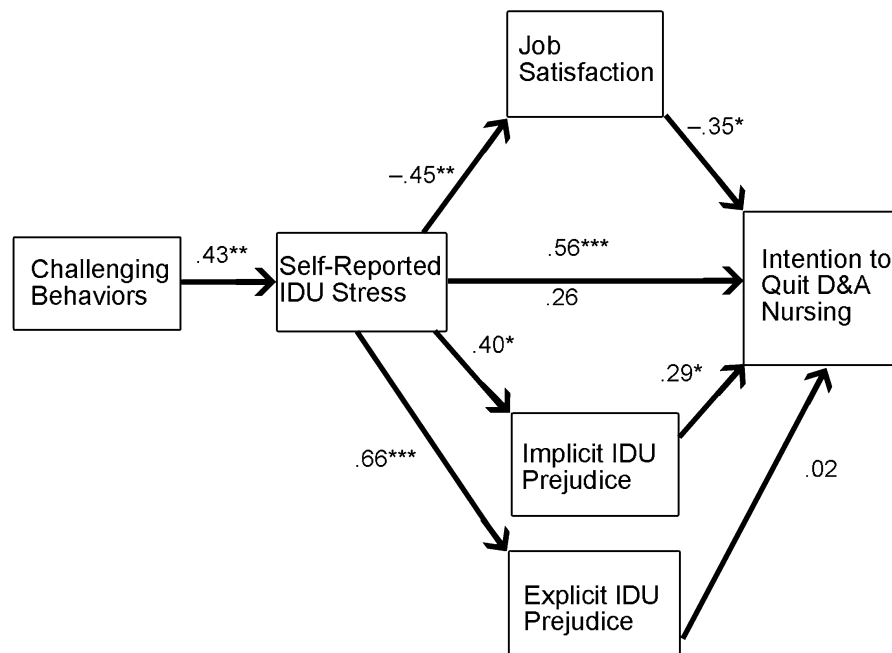 Job
Satisfaction
–.35*
–.45**
.43**
Challenging
Behaviors
Self-Reported
IDU Stress
.56***
.26
Intention to
Quit D&A
Nursing
.40*
.29*
.66***
Implicit IDU
Prejudice
.02
Explicit IDU
Prejudice